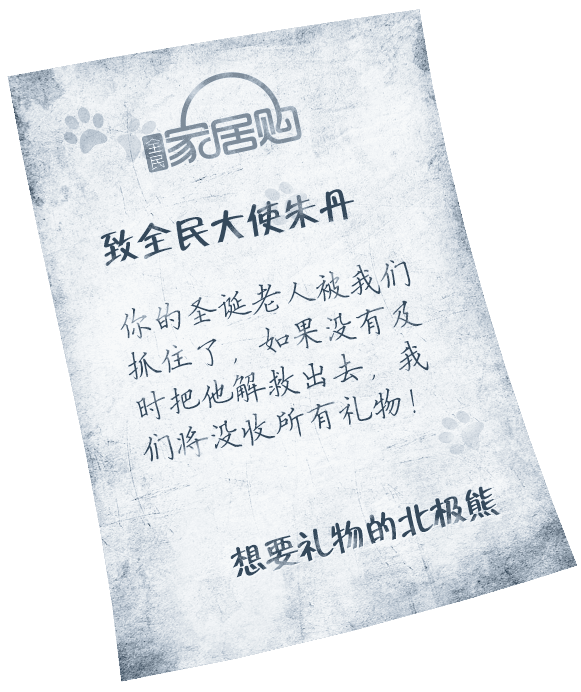 全民
家居购
致全民大使朱丹
你的圣诞老人被我们
抓住了，如果没有及
时把他解救出去，我
们将没收所有礼物！
想要礼物的北极熊